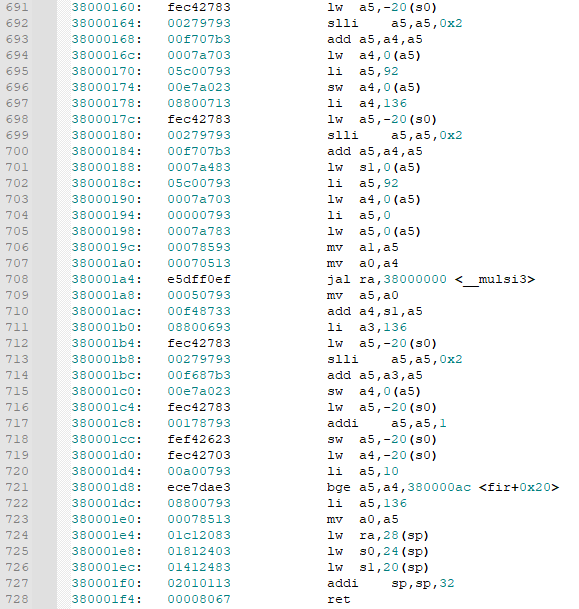 691 38000160: fec42783 lw a5,-20(s0)
692 38000164: 00279793 slli a5,a5,0x2
693 38000168: 00f707b3 add a5,a4,a5
694 3800016c: 0007a703 lw a4,0(a5)
695 38000170: 05c00793 li a5,92
696 38000174: 00e7a023 sw a4,0(a5)
697 38000178: 08800713 li a4,136
698 3800017c: fec42783 lw a5,-20(s0)
699 38000180: 00279793 slli a5,a5,0x2
700 38000184: 00f707b3 add a5,a4,a5
701 38000188: 0007a483 lw s1,0(a5)
702 3800018c: 05c00793 li a5,92
703 38000190: 0007a703 lw a4,0(a5)
704 38000194: 00000793 li a5,0
705 38000198: 0007a783 lw a5,0(a5)
706 3800019c: 00078593 mv a1,a5
707 380001a0: 00070513 mv a0,a4
708 380001a4: e5dff0ef jal ra,38000000 <__mulsi3>
709 380001a8: 00050793 mv a5,a0
710 380001ac: 00f48733 add a4,s1,a5
711 380001b0: 08800693 li a3,136
712 380001b4: fec42783 lw a5,-20(s0)
713 380001b8: 00279793 slli a5,a5,0x2
714 380001bc: 00f687b3 add a5,a3,a5
715 380001c0: 00e7a023 sw a4,0(a5)
716 380001c4: fec42783 lw a5,-20(s0)
717 380001c8: 00178793 addi a5,a5,1
718 380001cc: fef42623 sw a5,-20(s0)
719 380001d0: fec42703 lw a4,-20(s0)
720 380001d4: 00a00793 li a5,10
721 380001d8: ece7dae3 bge a5,a4,380000ac <fir+0x20>
722 380001dc: 08800793 li a5,136
723 380001e0: 00078513 mv a0,a5
724 380001e4: 01c12083 lw ra,28(sp)
725 380001e8: 01812403 lw s0,24(sp)
726 380001ec: 01412483 lw s1,20(sp)
727 380001f0: 02010113 addi sp,sp,32
728 380001f4: 00008067 ret